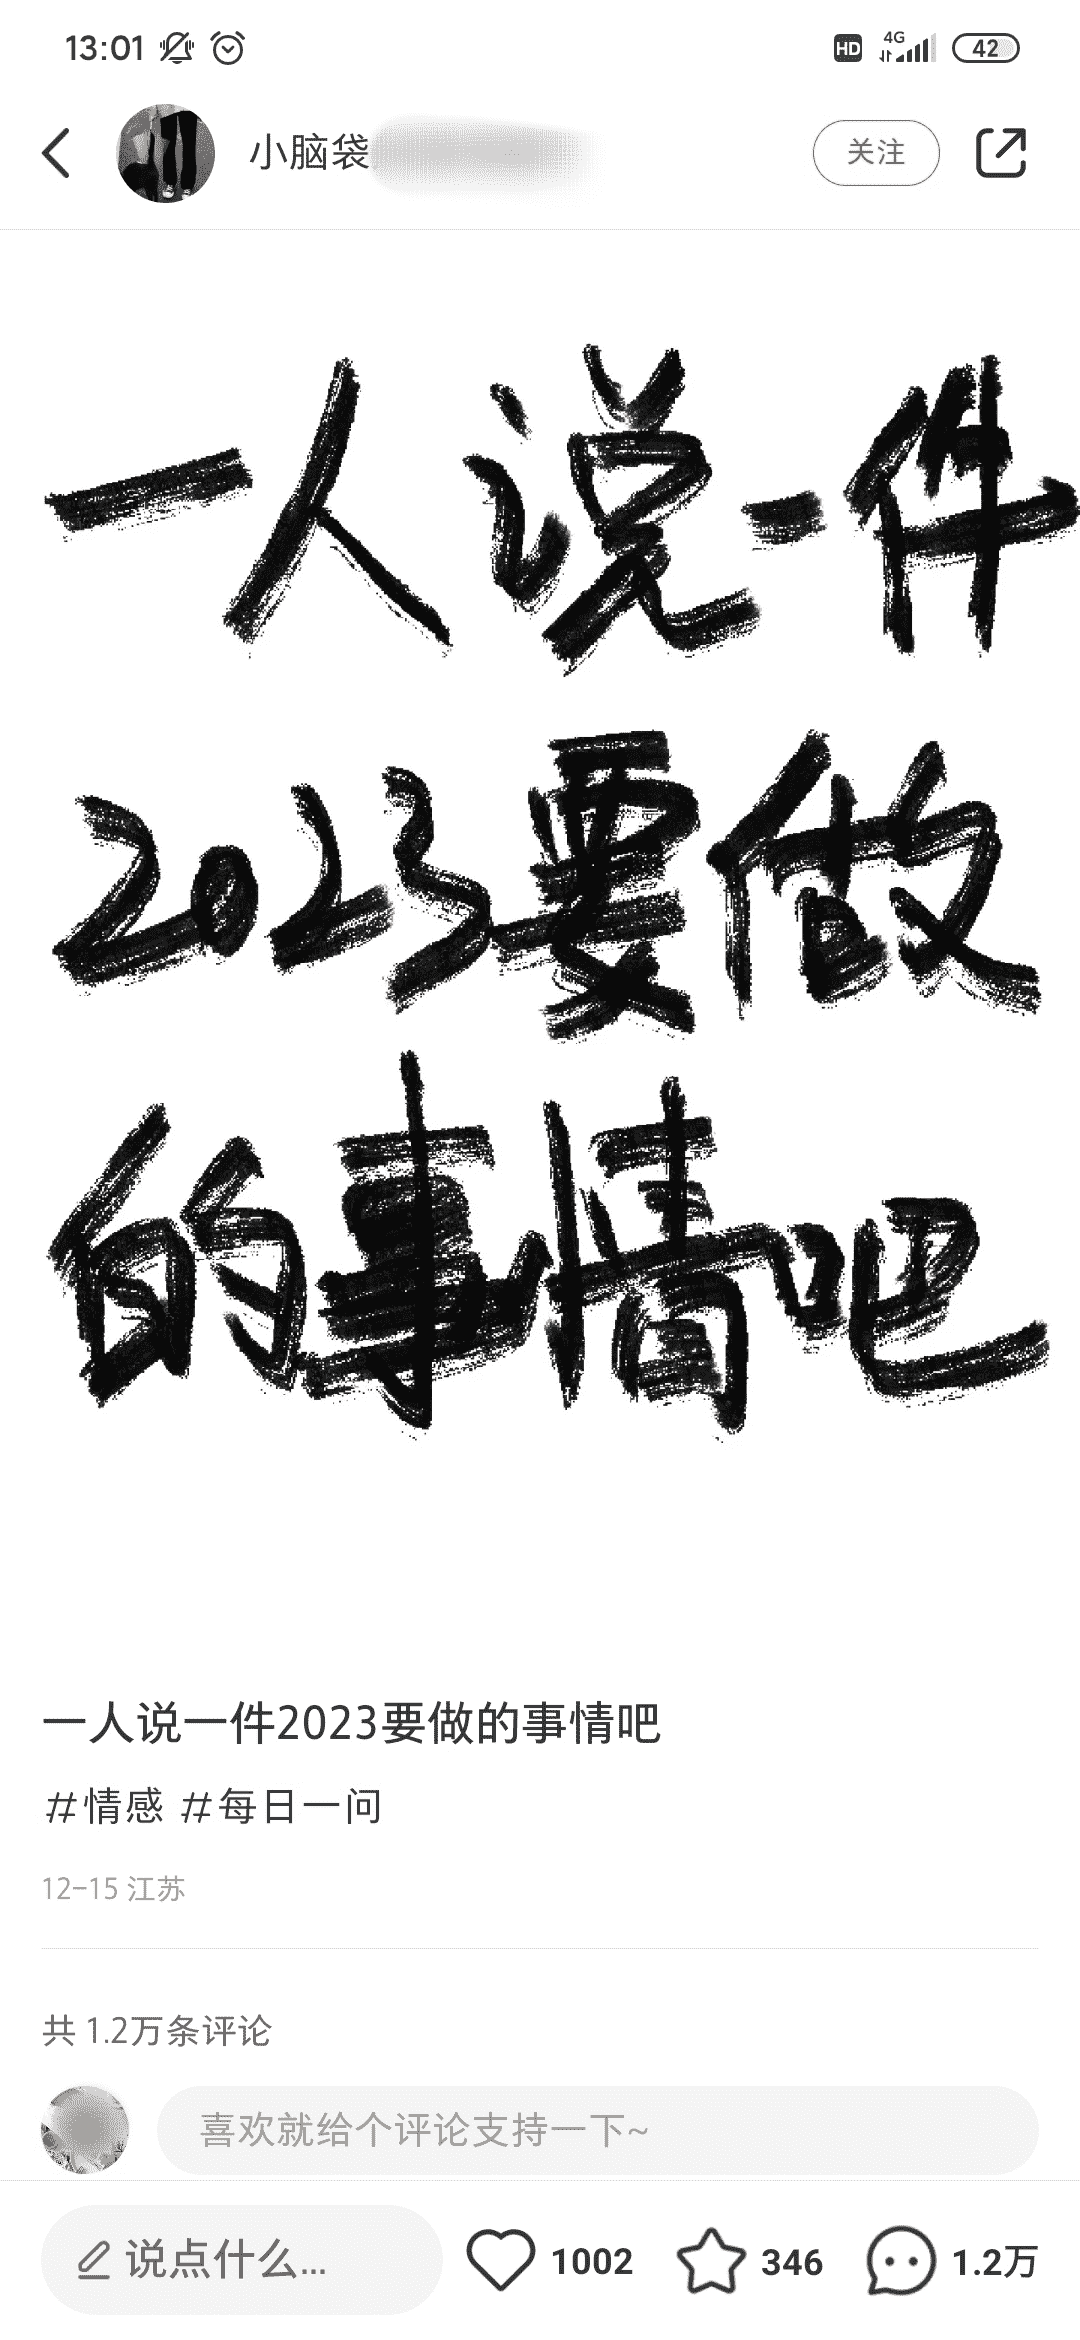 13:01
HD 4G 42
小脑袋
关注
一人说一件
2023要做
的事情吧
一人说一件2023要做的事情吧
#情感 #每日一问
12-15 江苏
共 1.2万条评论
喜欢就给个评论支持一下~
说点什么... 1002 346 1.2万